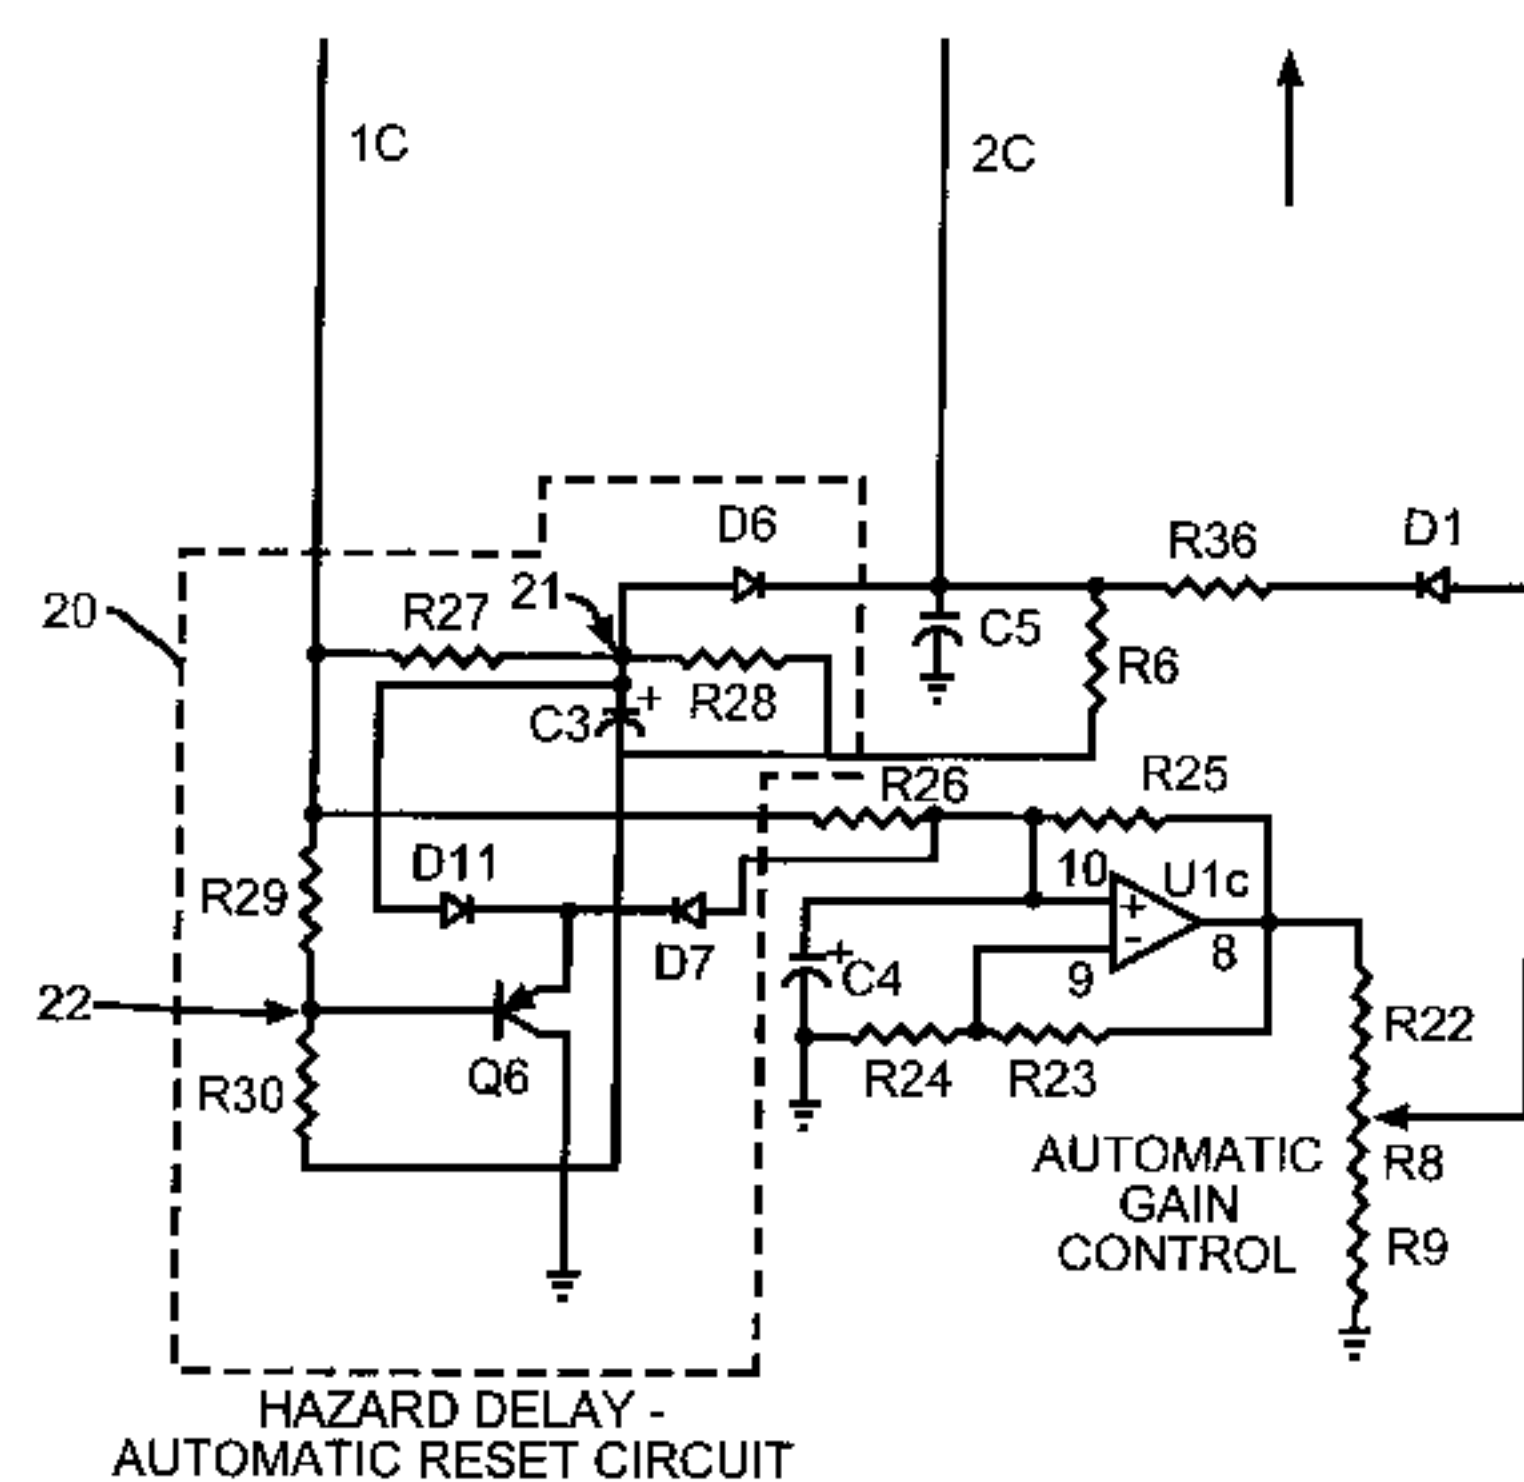 1C
2C
D6
R36
D1
20
R27
21
C5
R6
C3
+
R28
R26
R25
D11
R29
10
U1c
+
-
8
D7
+
C4
9
22
R22
Q6
R24
R23
R30
AUTOMATIC
GAIN
CONTROL
R8
R9
HAZARD DELAY -
AUTOMATIC RESET CIRCUIT